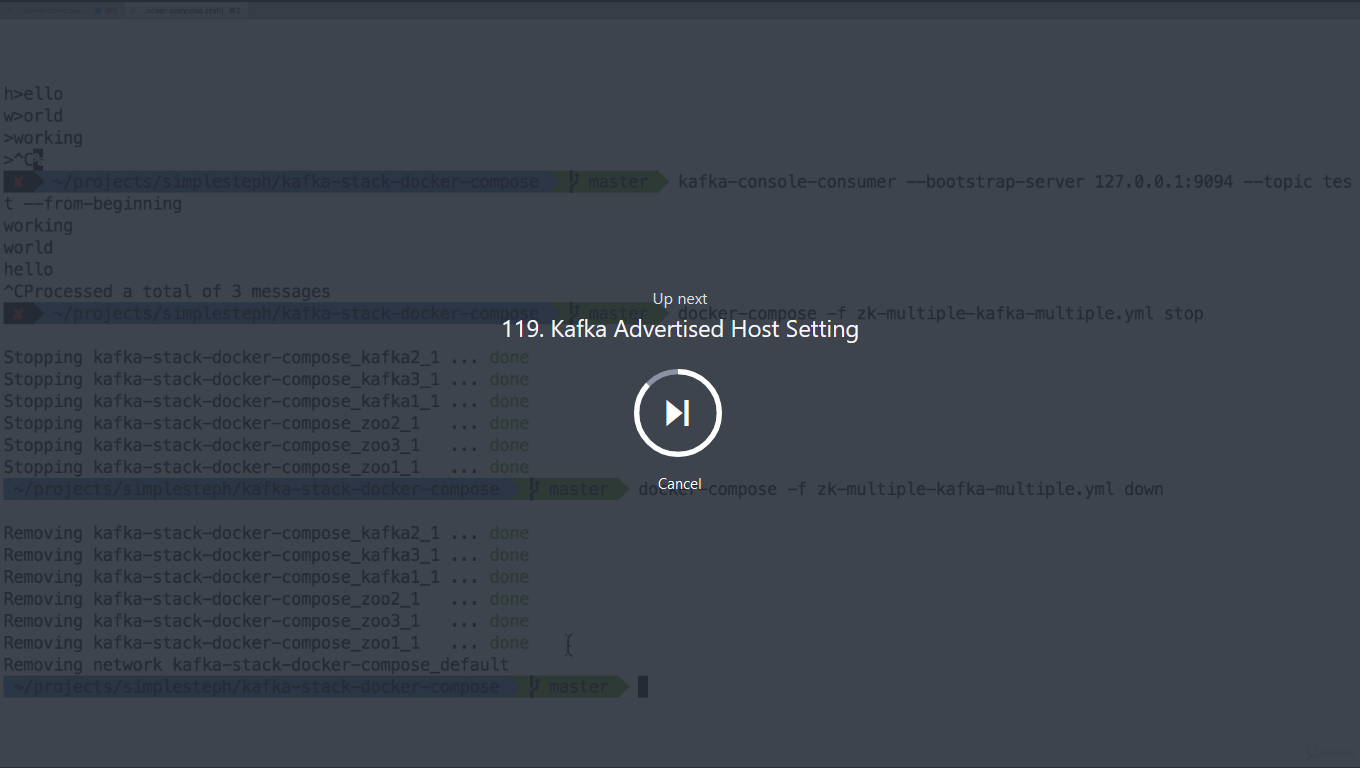 h>ello
w>orld
>working
>^C%
✘ ~/projects/simplesteph/kafka-stack-docker-compose master kafka-console-consumer --bootstrap-server 127.0.0.1:9094 --topic tes
t --from-beginning
working
world
hello
^CProcessed a total of 3 messages
Up next
✘ ~/projects/simplesteph/kafka-stack-docker-compose master docker-compose -f zk-multiple-kafka-multiple.yml stop
119. Kafka Advertised Host Setting
Stopping kafka-stack-docker-compose_kafka2_1 ... done
Stopping kafka-stack-docker-compose_kafka3_1 ... done
Stopping kafka-stack-docker-compose_kafka1_1 ... done
Stopping kafka-stack-docker-compose_zoo2_1 ... done
Stopping kafka-stack-docker-compose_zoo3_1 ... done
Stopping kafka-stack-docker-compose_zoo1_1 ... done
Cancel
~/projects/simplesteph/kafka-stack-docker-compose master docker-compose -f zk-multiple-kafka-multiple.yml down
Removing kafka-stack-docker-compose_kafka2_1 ... done
Removing kafka-stack-docker-compose_kafka3_1 ... done
Removing kafka-stack-docker-compose_kafka1_1 ... done
Removing kafka-stack-docker-compose_zoo2_1 ... done
Removing kafka-stack-docker-compose_zoo3_1 ... done
Removing kafka-stack-docker-compose_zoo1_1 ... done
Removing network kafka-stack-docker-compose_default
~/projects/simplesteph/kafka-stack-docker-compose master